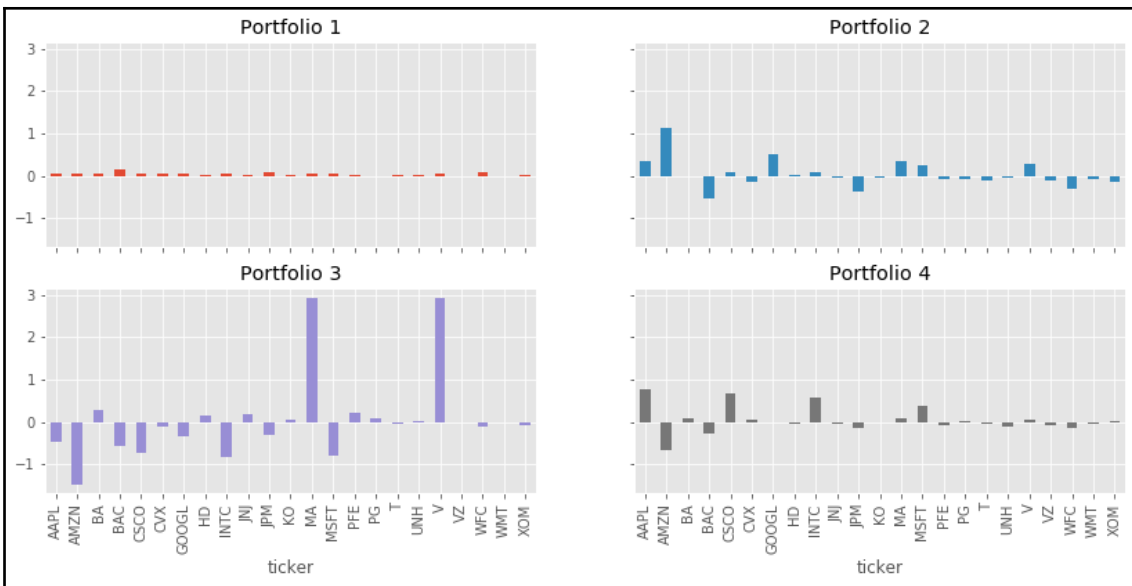 Portfolio 1
Portfolio 2
3
2
1
0
−1
Portfolio 3
Portfolio 4
3
2
1
0
−1
AAPL
AMZN
BA
BAC
CSCO
CVX
GOOGL
HD
INTC
JNJ
JPM
KO
MA
MSFT
PFE
PG
T
UNH
V
VZ
WFC
WMT
XOM
AAPL
AMZN
BA
BAC
CSCO
CVX
GOOGL
HD
INTC
JNJ
JPM
KO
MA
MSFT
PFE
PG
T
UNH
V
VZ
WFC
WMT
XOM
ticker
ticker